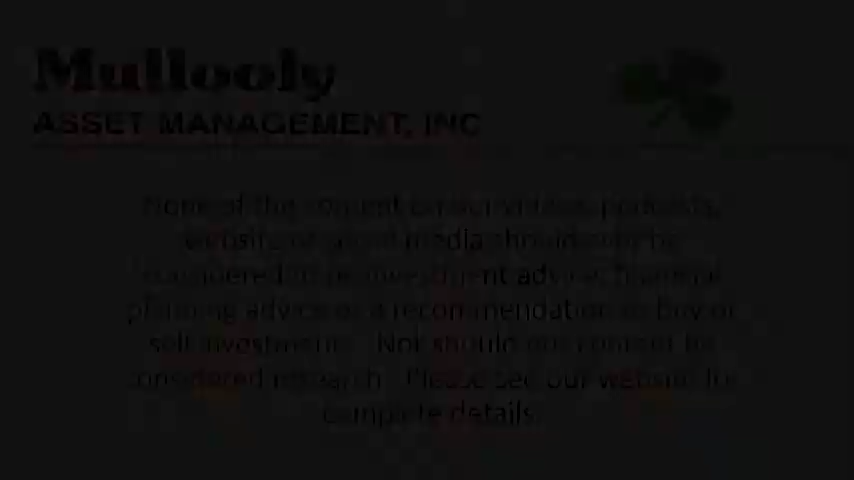 Mullooly
ASSET MANAGEMENT, INC
None of the content on our videos, podcasts,
website or social media should ever be
considered to be investment advice, financial
planning advice or a recommendation to buy or
sell investments. Nor should our content be
considered research. Please see our website for
complete details.